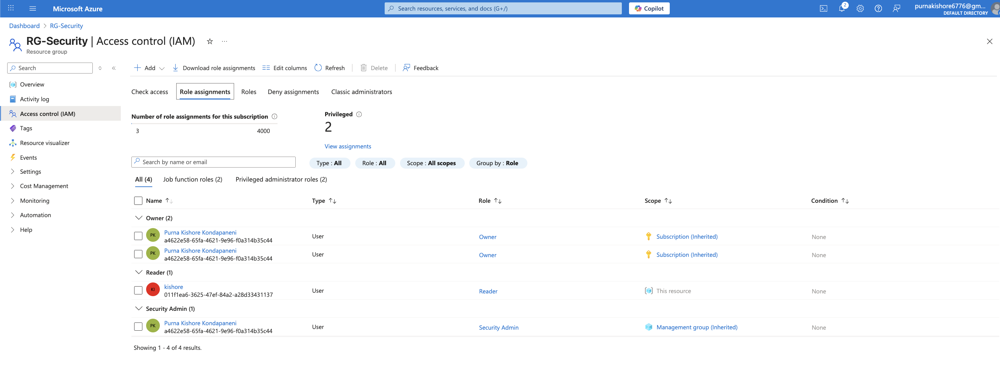 Microsoft Azure
Search resources, services, and docs (G+/)
Copilot
2
purnakishore6776@gm...
DEFAULT DIRECTORY
Dashboard > RG-Security
RG-Security | Access control (IAM)
Resource group
Search
Overview
Activity log
Access control (IAM)
Tags
Resource visualizer
Events
Settings
Cost Management
Monitoring
Automation
Help
Add
Download role assignments
Edit columns
Refresh
Delete
Feedback
Check access
Role assignments
Roles
Deny assignments
Classic administrators
Number of role assignments for this subscription
3 4000
Privileged
2
View assignments
Search by name or email
Type : All
Role : All
Scope : All scopes
Group by : Role
All (4)
Job function roles (2)
Privileged administrator roles (2)
Name Type Role Scope Condition
Owner (2)
PK Purna Kishore Kondapaneni
a4622e58-65fa-4621-9e96-f0a314b35c44
User Owner Subscription (Inherited) None
PK Purna Kishore Kondapaneni
a4622e58-65fa-4621-9e96-f0a314b35c44
User Owner Subscription (Inherited) None
Reader (1)
KI kishore
011f1ea6-3625-47ef-84a2-a28d33431137
User Reader This resource None
Security Admin (1)
PK Purna Kishore Kondapaneni
a4622e58-65fa-4621-9e96-f0a314b35c44
User Security Admin Management group (Inherited) None
Showing 1 - 4 of 4 results.